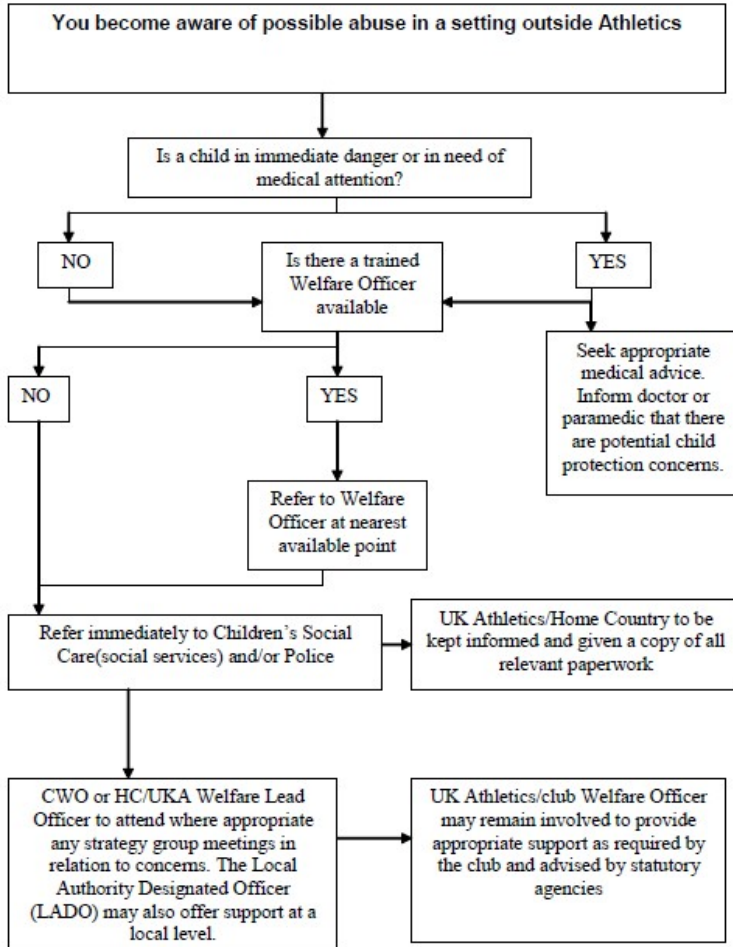 You become aware of possible abuse in a setting outside Athletics
Is a child in immediate danger or in need of
medical attention?
NO
Is there a trained
Welfare Officer
available
YES
Seek appropriate
medical advice.
Inform doctor or
paramedic that there
are potential child
protection concerns.
NO
YES
Refer to Welfare
Officer at nearest
available point
Refer immediately to Children's Social
Care(social services) and/or Police
UK Athletics/Home Country to be
kept informed and given a copy of all
relevant paperwork
CWO or HC/UKA Welfare Lead
Officer to attend where appropriate
any strategy group meetings in
relation to concerns. The Local
Authority Designated Officer
(LADO) may also offer support at a
local level.
UK Athletics/club Welfare Officer
may remain involved to provide
appropriate support as required by
the club and advised by statutory
agencies